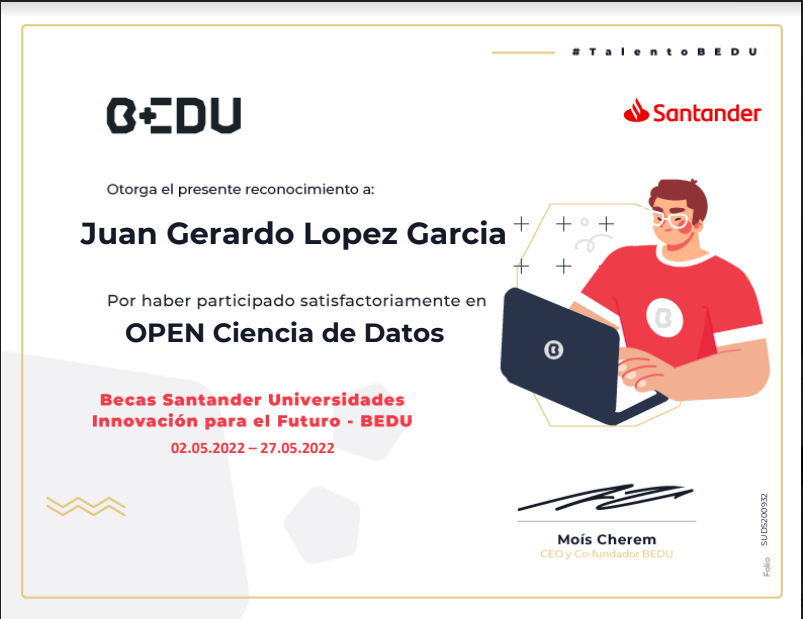 #TalentoBEDU
BEDU
Santander
Otorga el presente reconocimiento a:
Juan Gerardo Lopez Garcia
Por haber participado satisfactoriamente en
OPEN Ciencia de Datos
Becas Santander Universidades
Innovación para el Futuro - BEDU
02.05.2022 – 27.05.2022
Moís Cherem
CEO y Co-fundador BEDU
Folio SUDS200932